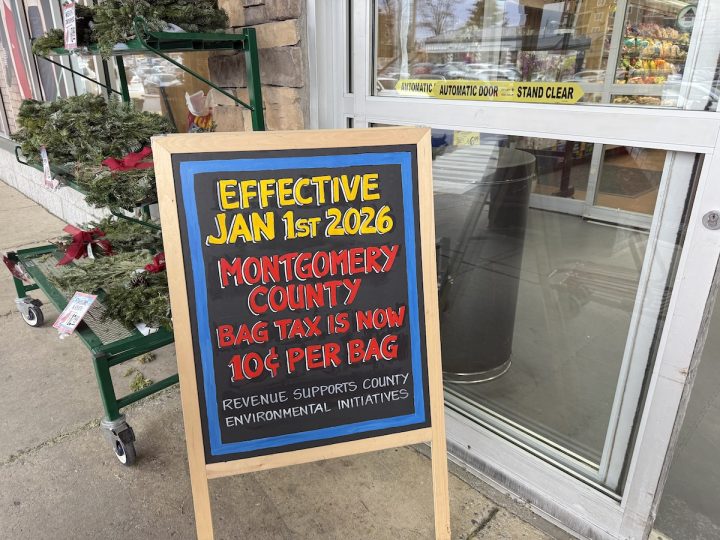 AUTOMATIC AUTOMATIC DOOR STAND CLEAR
EFFECTIVE
JAN 1ST 2026
MONTGOMERY
COUNTY
BAG TAX IS NOW
10¢ PER BAG
REVENUE SUPPORTS COUNTY
ENVIRONMENTAL INITIATIVES